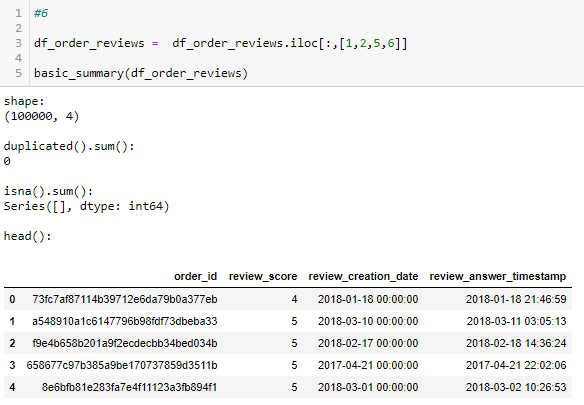 1 #6
2
3 df_order_reviews =  df_order_reviews.iloc[:,[1,2,5,6]]
4
5 basic_summary(df_order_reviews)
shape:
(100000, 4)
duplicated().sum():
0
isna().sum():
Series([], dtype: int64)
head():
order_id review_score review_creation_date review_answer_timestamp
0 73fc7af87114b39712e6da79b0a377eb 4 2018-01-18 00:00:00 2018-01-18 21:46:59
1 a548910a1c6147796b98fdf73dbeba33 5 2018-03-10 00:00:00 2018-03-11 03:05:13
2 f9e4b658b201a9f2ecdecbb34bed034b 5 2018-02-17 00:00:00 2018-02-18 14:36:24
3 658677c97b385a9be170737859d3511b 5 2017-04-21 00:00:00 2017-04-21 22:02:06
4 8e6bfb81e283fa7e4f11123a3fb894f1 5 2018-03-01 00:00:00 2018-03-02 10:26:53